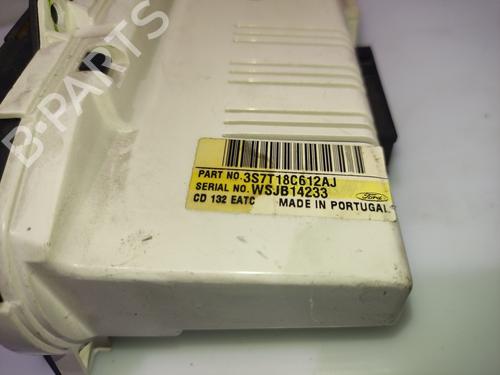 B-PARTS
PART NO. 3S7T18C612AJ
SERIAL NO. WSJB14233
CD 132 EATC
Ford
MADE IN PORTUGAL